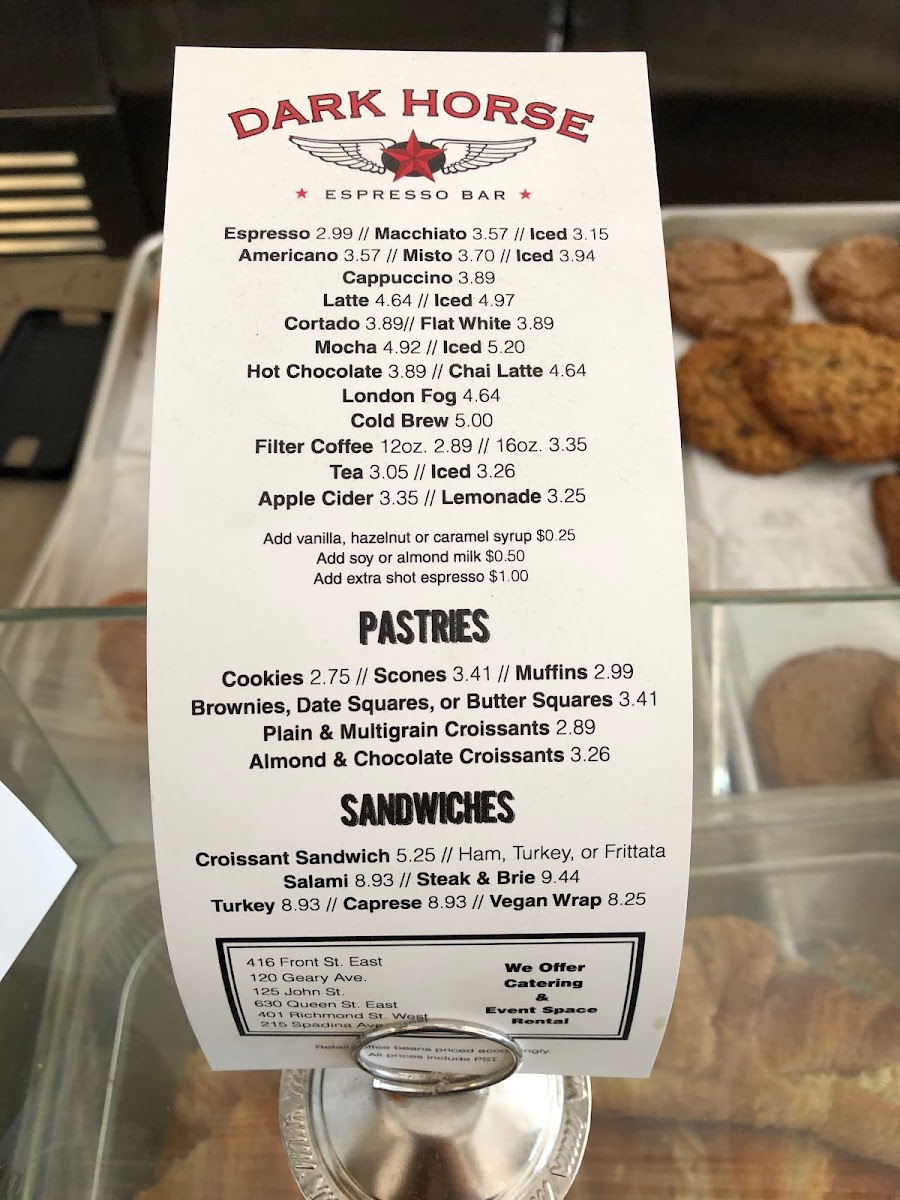 DARK HORSE
ESPRESSO BAR
Espresso 2.99 // Macchiato 3.57 // Iced 3.15
Americano 3.57 // Misto 3.70 // Iced 3.94
Cappuccino 3.89
Latte 4.64 // Iced 4.97
Cortado 3.89// Flat White 3.89
Mocha 4.92 // Iced 5.20
Hot Chocolate 3.89 // Chai Latte 4.64
London Fog 4.64
Cold Brew 5.00
Filter Coffee 12oz. 2.89 // 16oz. 3.35
Tea 3.05 // Iced 3.26
Apple Cider 3.35 // Lemonade 3.25
Add vanilla, hazelnut or caramel syrup $0.25
Add soy or almond milk $0.50
Add extra shot espresso $1.00
PASTRIES
Cookies 2.75 // Scones 3.41 // Muffins 2.99
Brownies, Date Squares, or Butter Squares 3.41
Plain & Multigrain Croissants 2.89
Almond & Chocolate Croissants 3.26
SANDWICHES
Croissant Sandwich 5.25 // Ham, Turkey, or Frittata
Salami 8.93 // Steak & Brie 9.44
Turkey 8.93 // Caprese 8.93 // Vegan Wrap 8.25
416 Front St. East
120 Geary Ave.
125 John St.
630 Queen St. East
401 Richmond St. West
215 Spadina Ave
We Offer
Catering
&
Event Space
Rental
Retail beans priced
All prices include PST